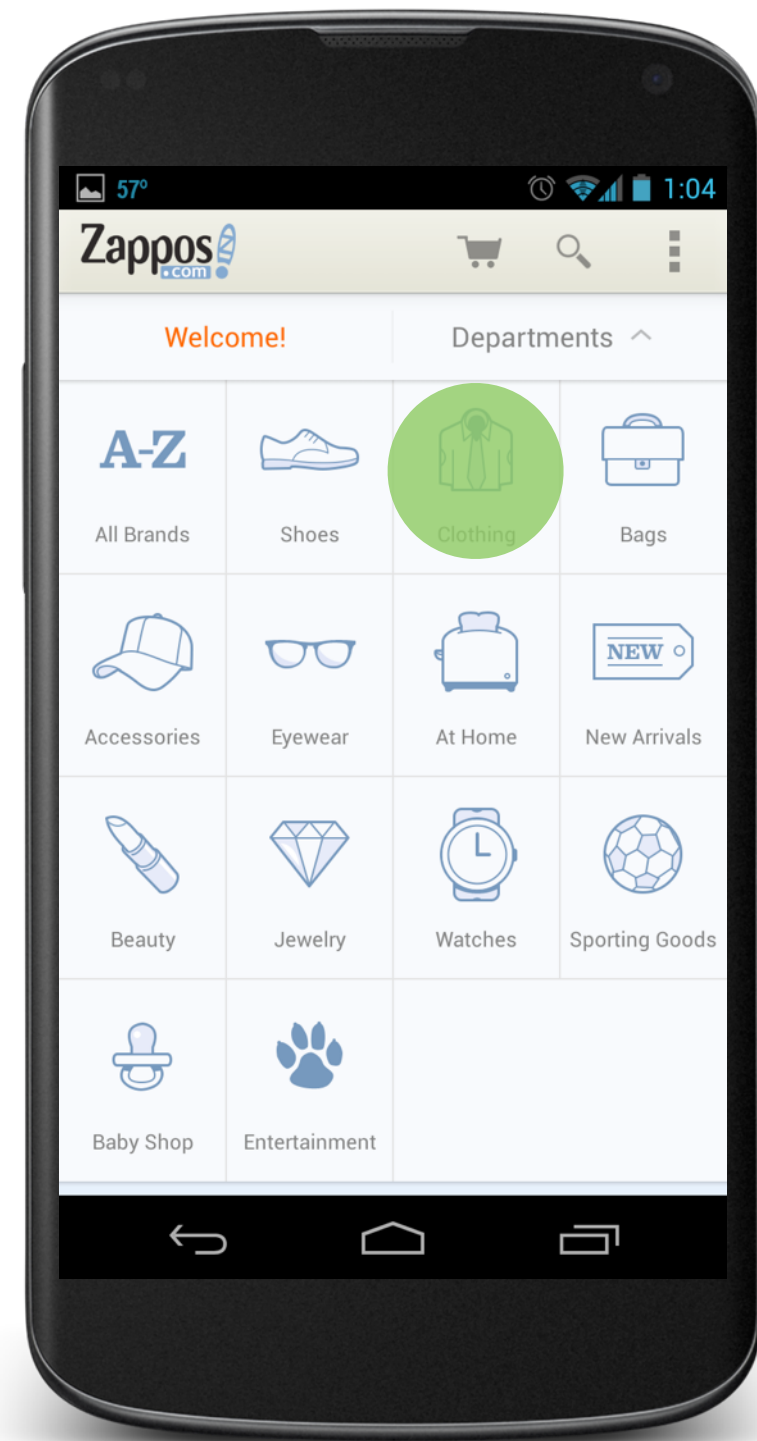 57° 1:04
Zappos
.com
Welcome! Departments
A-Z
All Brands Shoes Clothing Bags
NEW
Accessories Eyewear At Home New Arrivals
Beauty Jewelry Watches Sporting Goods
Baby Shop Entertainment